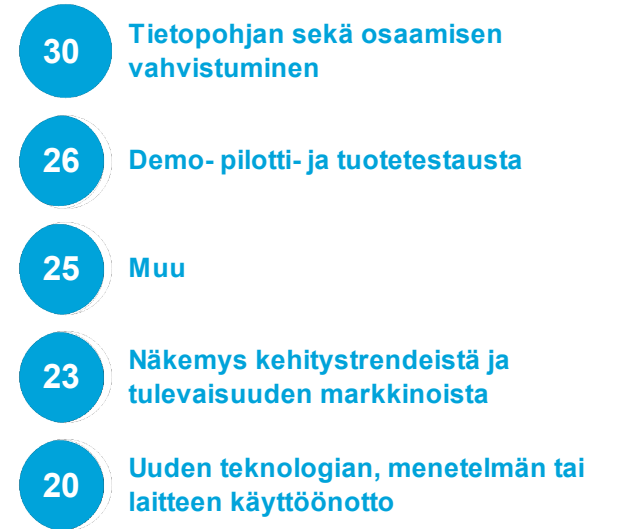 30
Tietopohjan sekä osaamisen
vahvistuminen
26
Demo- pilotti- ja tuotetestausta
25
Muu
23
Näkemys kehitystrendeistä ja
tulevaisuuden markkinoista
20
Uuden teknologian, menetelmän tai
laitteen käyttöönotto